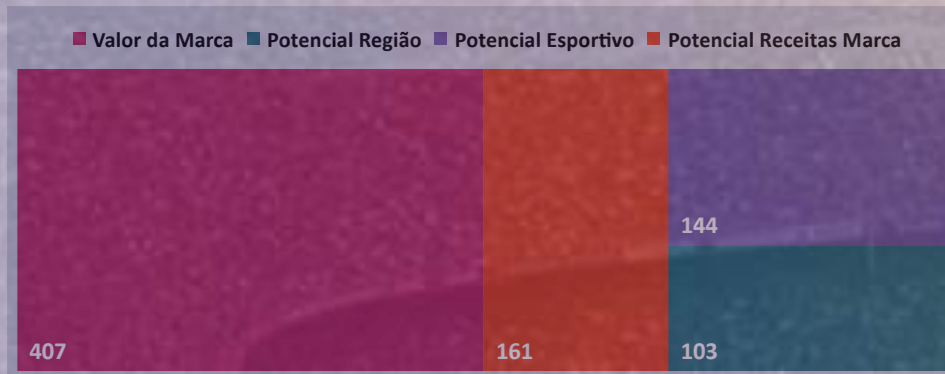 Valor da Marca Potencial Região Potencial Esportivo Potencial Receitas Marca
144
407 161 103